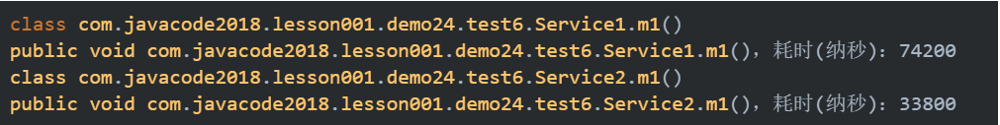 class com.javacode2018.lesson001.demo24.test6.Service1.m1()
public void com.javacode2018.lesson001.demo24.test6.Service1.m1(),耗时(纳秒):74200
class com.javacode2018.lesson001.demo24.test6.Service2.m1()
public void com.javacode2018.lesson001.demo24.test6.Service2.m1(),耗时(纳秒):33800